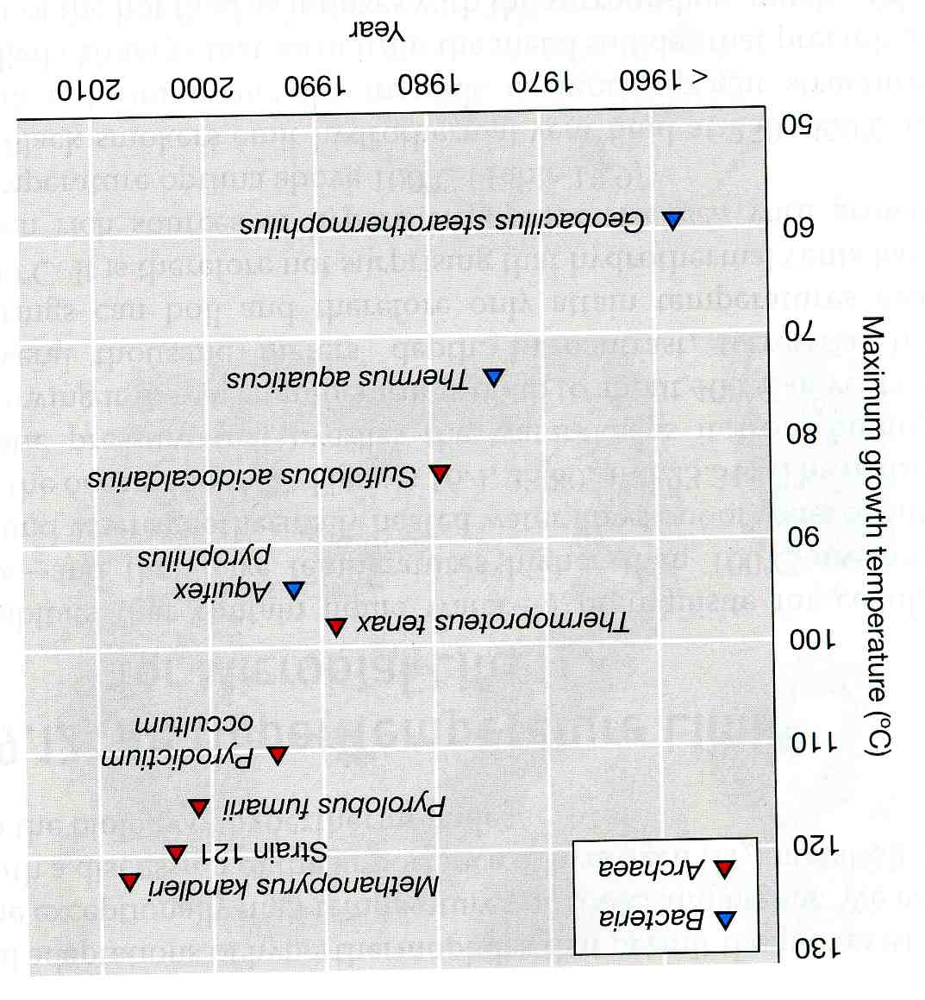 130
120
110
100
90
80
70
60
50
Maximum growth temperature (°C)
Bacteria
Archaea
Methanopyrus kandleri
Strain 121
Pyrolobus fumarii
Pyrodictium
occultum
Thermoproteus tenax
Aquifex
pyrophilus
Sulfolobus acidocaldarius
Thermus aquaticus
Geobacillus stearothermophilus
< 1960 1970 1980 1990 2000 2010
Year